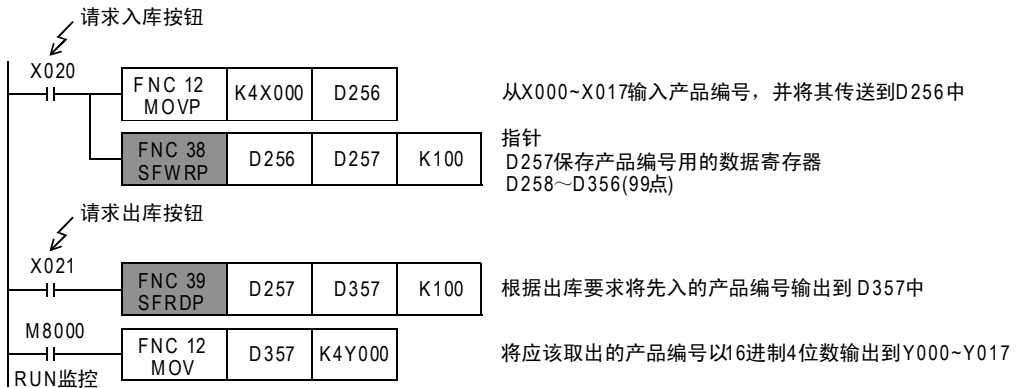 请求入库按钮
X020
FNC 12
MOVP
K4X000
D256
从X000~X017输入产品编号，并将其传送到D256中
FNC 38
SFWRP
D256
D257
K100
指针
D257保存产品编号用的数据寄存器
D258～D356(99点)
请求出库按钮
X021
FNC 39
SFRDP
D257
D357
K100
根据出库要求将先入的产品编号输出到 D357中
M8000
FNC 12
MOV
D357
K4Y000
将应该取出的产品编号以16进制4位数输出到Y000~Y017
RUN监控